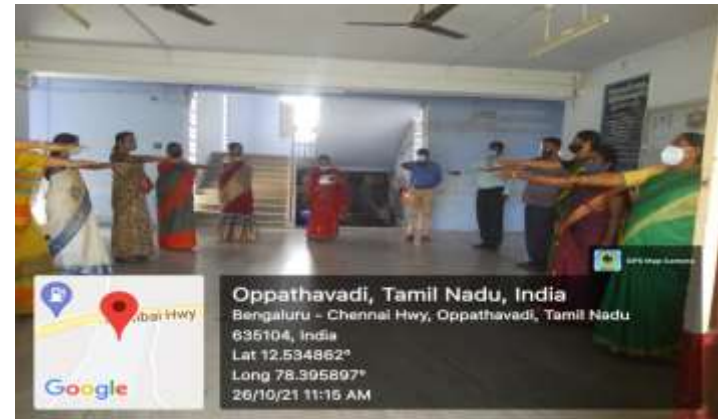 GPS Map Camera
bai Hwy
Google
Oppathavadi, Tamil Nadu, India
Bengaluru - Chennai Hwy, Oppathavadi, Tamil Nadu
635104, India
Lat 12.534862°
Long 78.395897°
26/10/21 11:15 AM